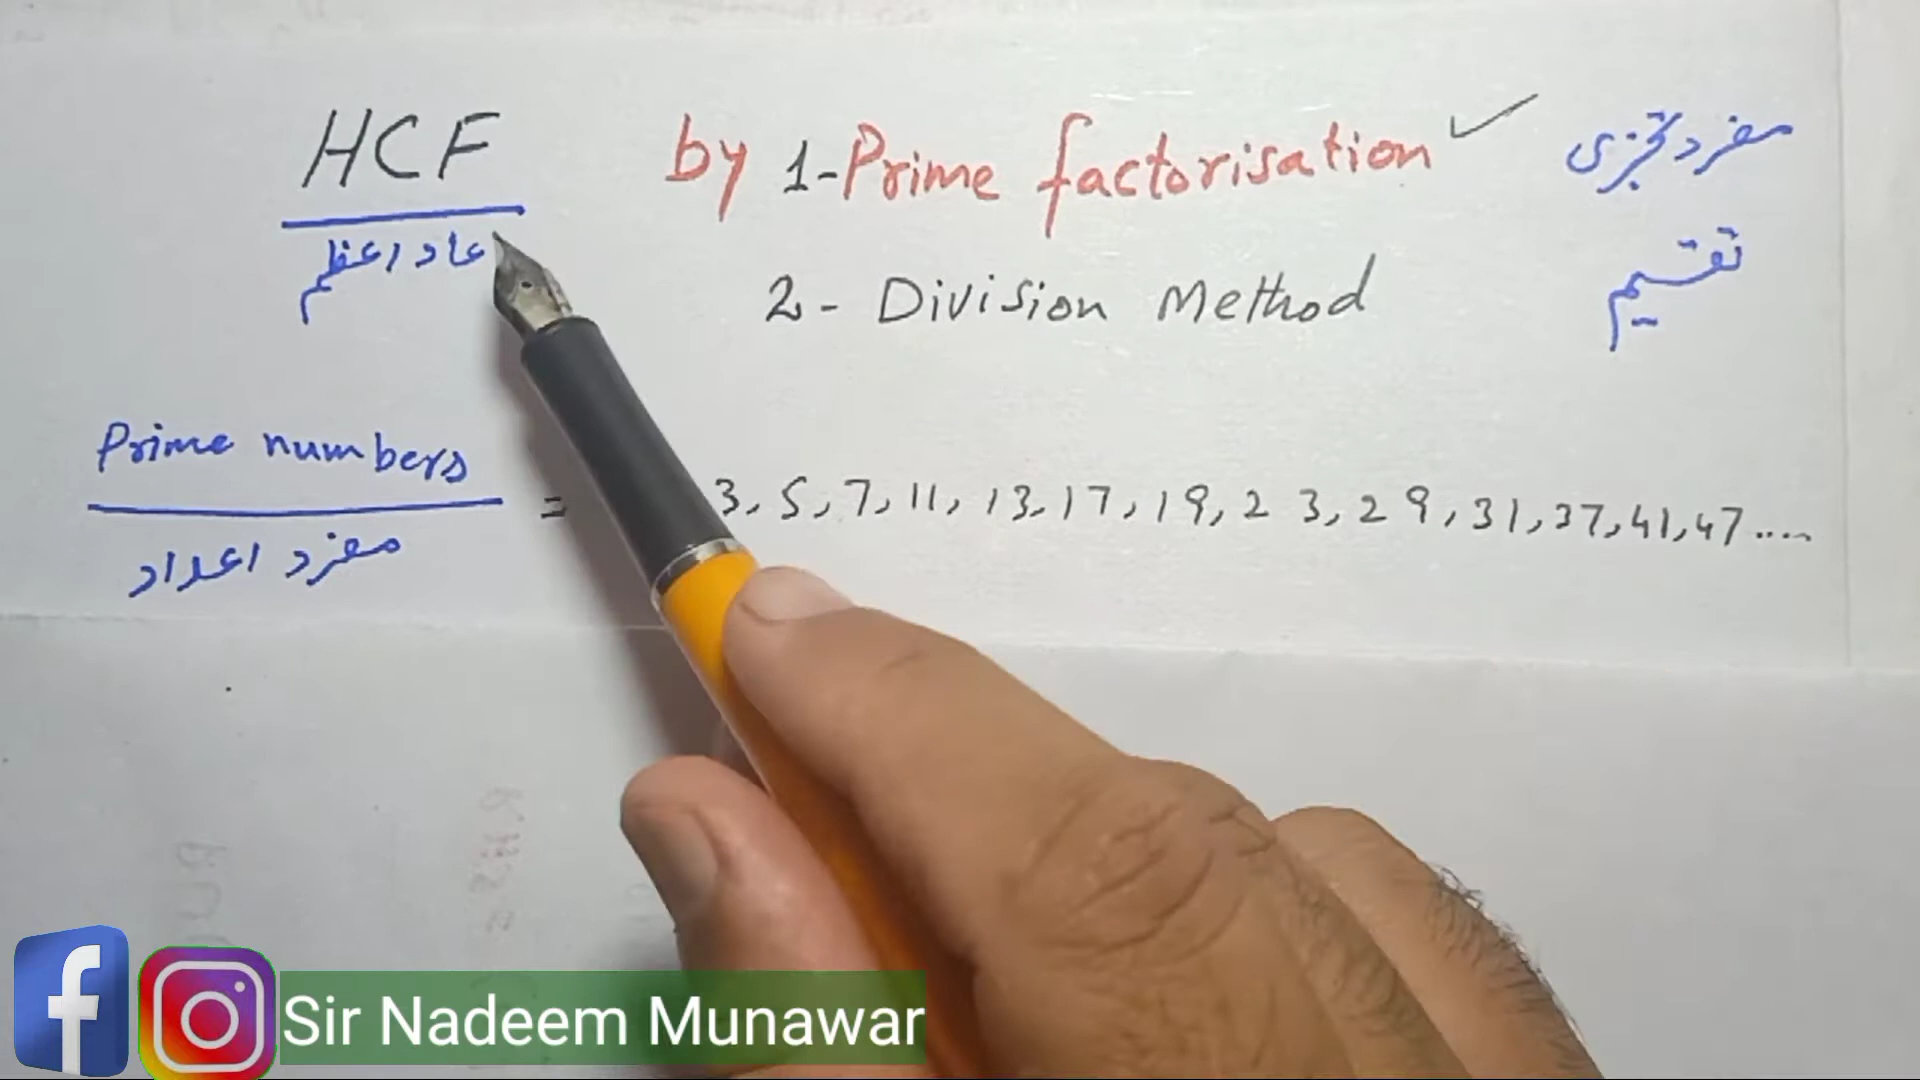 HCF by 1-Prime factorisation مفرد تجزی
عاد اعظم 2- Division Method تقسیم
Prime numbers = 3, 5, 7, 11, 13, 17, 19, 23, 29, 31, 37, 41, 47....
مفرد اعداد
Sir Nadeem Munawar